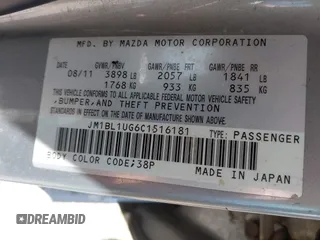 MFD. BY MAZDA MOTOR CORPORATION
GVWR/PNBV GAWR/PNBE FRT GAWR/PNBE RR
08/11 3898 LB 2057 LB 1841 LB
1768 KG 933 KG 835 KG
THIS VEHICLE CONFORMS TO ALL APPLICABLE FEDERAL MOTOR VEHICLE SAFETY,
BUMPER, AND THEFT PREVENTION
STANDARDS IN EFFECT ON THE DATE OF MANUFACTURE SHOWN ABOVE.
JM1BL1UG6C1516181 TYPE: PASSENGER
BODY COLOR CODE: 38P
MADE IN JAPAN
DREAMBID